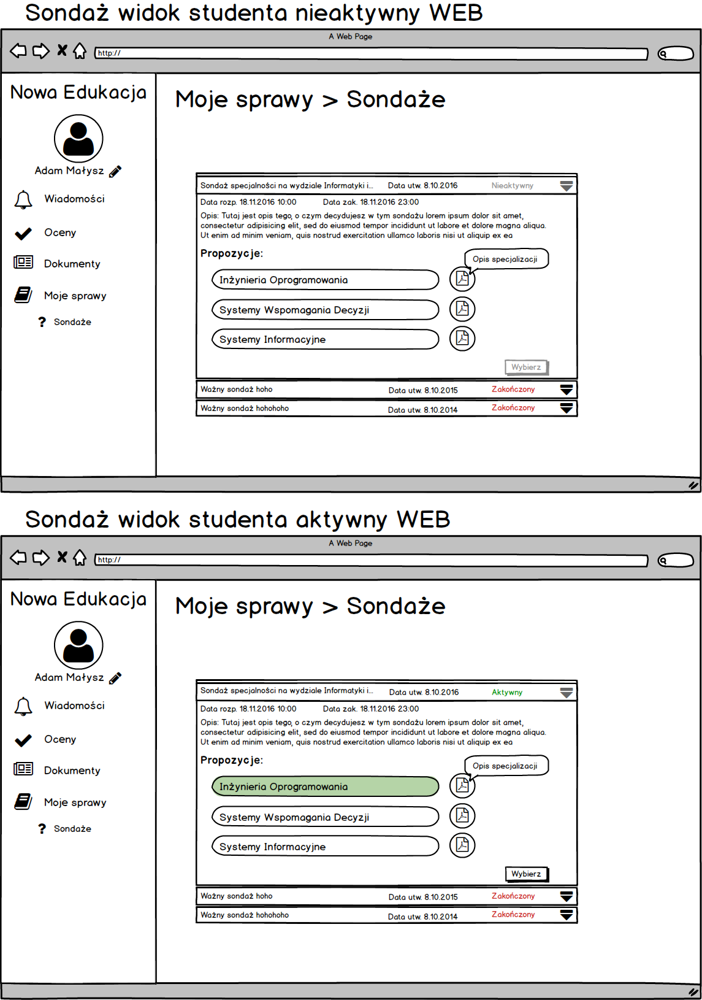 Sondaż widok studenta nieaktywny WEB
A Web Page
http://
Nowa Edukacja
Adam Małysz
Wiadomości
Oceny
Dokumenty
Moje sprawy
? Sondaże
Moje sprawy > Sondaże
Sondaż specjalności na wydziale Informatyki i... Data utw. 8.10.2016 Nieaktywny
Data rozp. 18.11.2016 10:00 Data zak. 18.11.2016 23:00
Opis: Tutaj jest opis tego, o czym decydujesz w tym sondażu lorem ipsum dolor sit amet,
consectetur adipisicing elit, sed do eiusmod tempor incididunt ut labore et dolore magna aliqua.
Ut enim ad minim veniam, quis nostrud exercitation ullamco laboris nisi ut aliquip ex ea
Propozycje:
Opis specjalizacji
Inżynieria Oprogramowania
Systemy Wspomagania Decyzji
Systemy Informacyjne
Wybierz
Ważny sondaż hoho Data utw. 8.10.2015 Zakończony
Ważny sondaż hohohoho Data utw. 8.10.2014 Zakończony
Sondaż widok studenta aktywny WEB
A Web Page
http://
Nowa Edukacja
Adam Małysz
Wiadomości
Oceny
Dokumenty
Moje sprawy
? Sondaże
Moje sprawy > Sondaże
Sondaż specjalności na wydziale Informatyki i... Data utw. 8.10.2016 Aktywny
Data rozp. 18.11.2016 10:00 Data zak. 18.11.2016 23:00
Opis: Tutaj jest opis tego, o czym decydujesz w tym sondażu lorem ipsum dolor sit amet,
consectetur adipisicing elit, sed do eiusmod tempor incididunt ut labore et dolore magna aliqua.
Ut enim ad minim veniam, quis nostrud exercitation ullamco laboris nisi ut aliquip ex ea
Propozycje:
Opis specjalizacji
Inżynieria Oprogramowania
Systemy Wspomagania Decyzji
Systemy Informacyjne
Wybierz
Ważny sondaż hoho Data utw. 8.10.2015 Zakończony
Ważny sondaż hohohoho Data utw. 8.10.2014 Zakończony